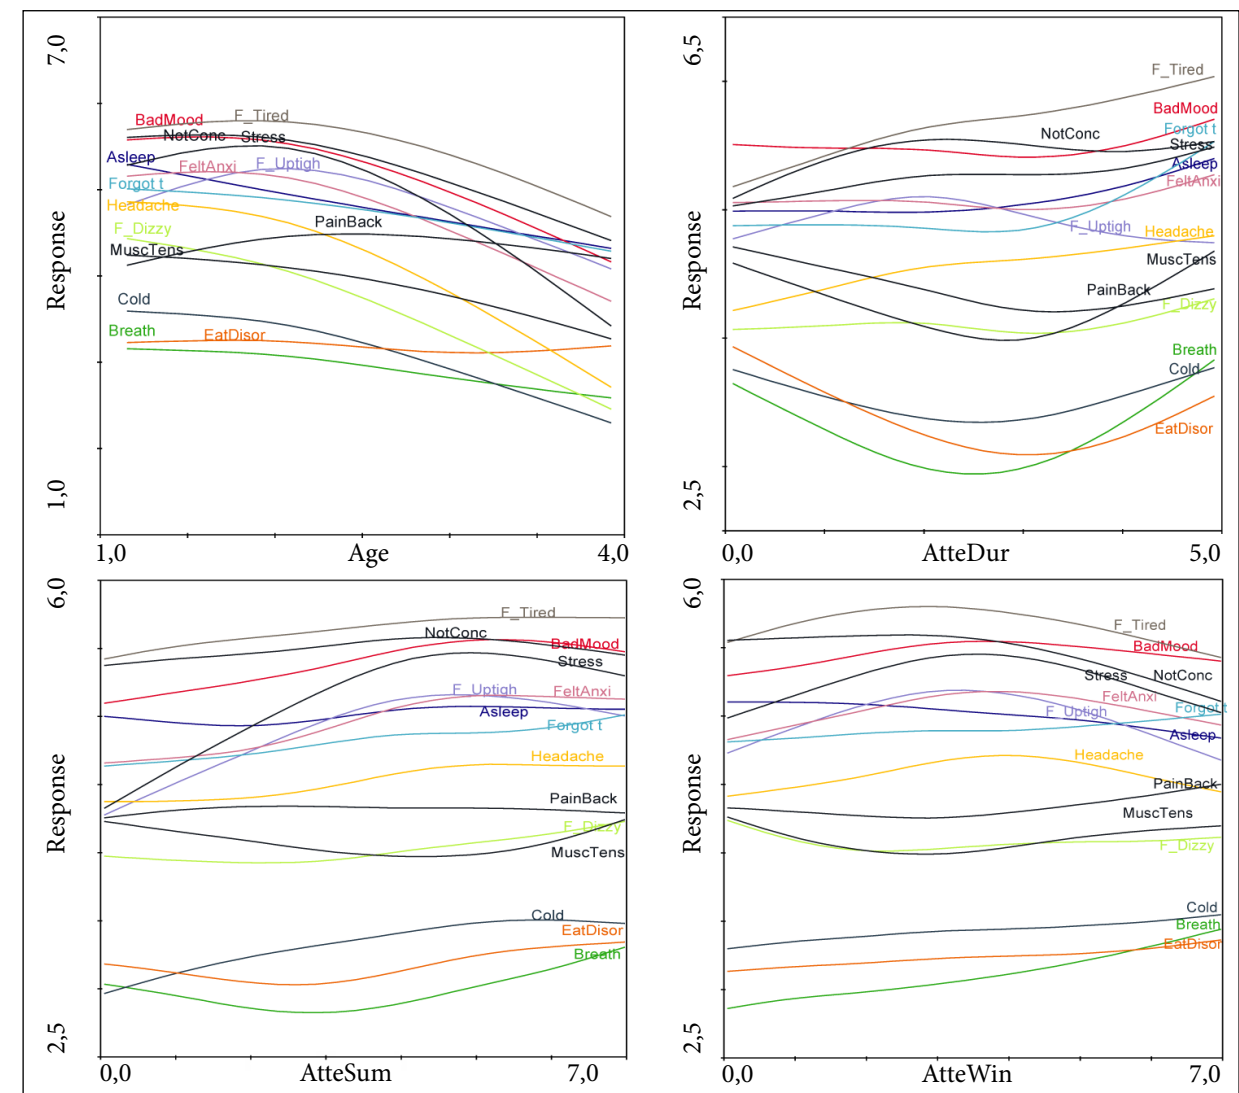 7,0
Response
1,0
BadMood
F_Tired
NotConc
Stress
Asleep
FeltAnxi
F_Uptigh
Forgot t
Headache
F_Dizzy
PainBack
MuscTens
Cold
Breath
EatDisor
1,0
Age
4,0
6,5
Response
2,5
F_Tired
BadMood
Forgot t
NotConc
Stress
Asleep
FeltAnxi
F_Uptigh
Headache
MuscTens
PainBack
F_Dizzy
Breath
Cold
EatDisor
0,0
AtteDur
5,0
6,0
Response
2,5
F_Tired
NotConc
BadMood
Stress
F_Uptigh
FeltAnxi
Asleep
Forgot t
Headache
PainBack
F_Dizzy
MuscTens
Cold
EatDisor
Breath
0,0
AtteSum
7,0
6,0
Response
2,5
F_Tired
BadMood
Stress
NotConc
FeltAnxi
F_Uptigh
Forgot t
Asleep
Headache
PainBack
MuscTens
F_Dizzy
Cold
Breath
EatDisor
0,0
AtteWin
7,0